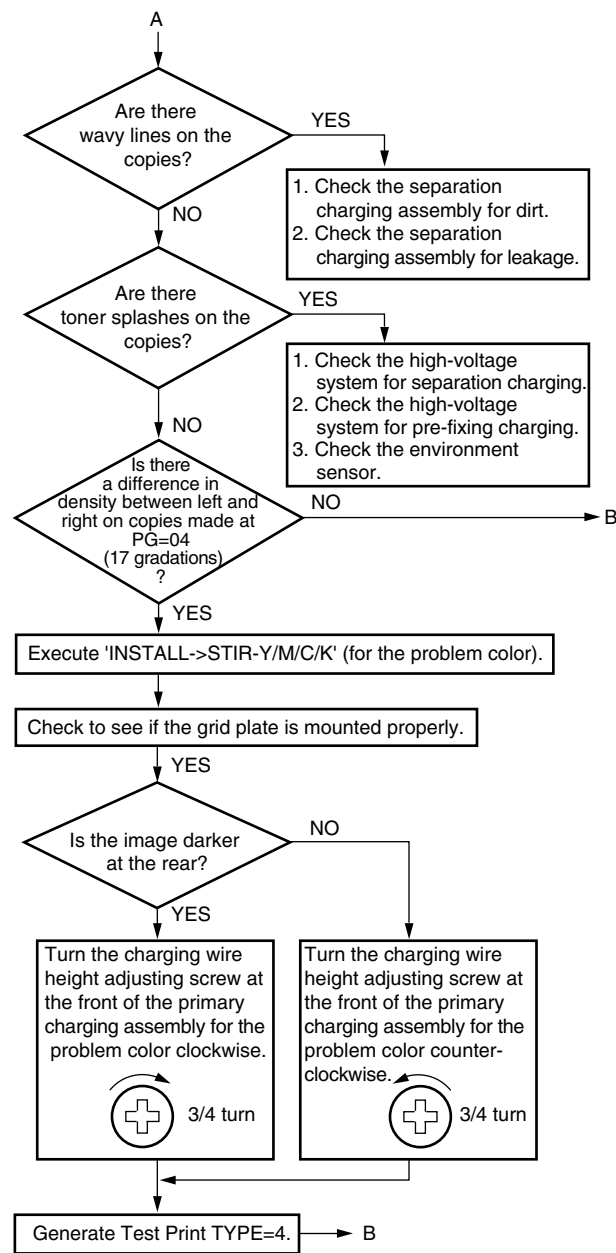 A
Are there
wavy lines on the
copies?
YES
1. Check the separation
charging assembly for dirt.
2. Check the separation
charging assembly for leakage.
NO
Are there
toner splashes on the
copies?
YES
1. Check the high-voltage
system for separation charging.
2. Check the high-voltage
system for pre-fixing charging.
3. Check the environment
sensor.
NO
Is there
a difference in
density between left and
right on copies made at
PG=04
(17 gradations)
?
NO
B
YES
Execute 'INSTALL->STIR-Y/M/C/K' (for the problem color).
Check to see if the grid plate is mounted properly.
YES
Is the image darker
at the rear?
NO
YES
Turn the charging wire
height adjusting screw at
the front of the primary
charging assembly for the
problem color clockwise.
3/4 turn
Turn the charging wire
height adjusting screw at
the front of the primary
charging assembly for the
problem color counter-
clockwise.
3/4 turn
Generate Test Print TYPE=4.
B